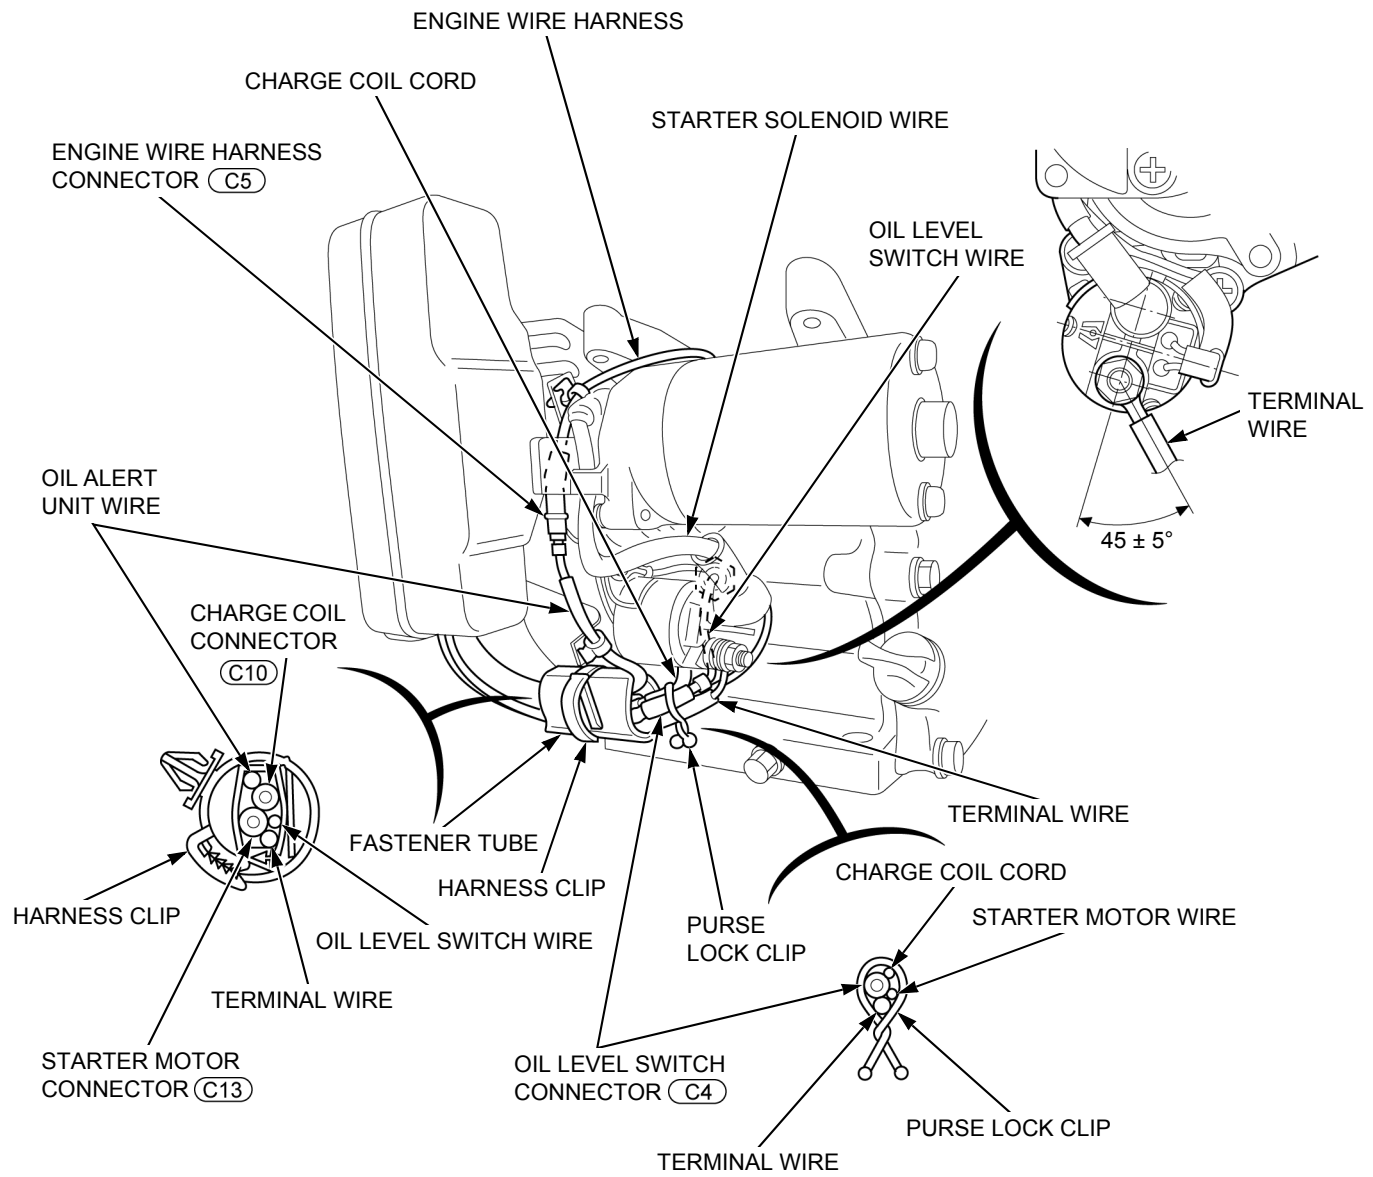 ENGINE WIRE HARNESS
CHARGE COIL CORD
STARTER SOLENOID WIRE
ENGINE WIRE HARNESS
CONNECTOR C5
OIL LEVEL
SWITCH WIRE
TERMINAL
WIRE
45 ± 5°
OIL ALERT
UNIT WIRE
CHARGE COIL
CONNECTOR
C10
TERMINAL WIRE
FASTENER TUBE
CHARGE COIL CORD
HARNESS CLIP
HARNESS CLIP
STARTER MOTOR WIRE
PURSE
LOCK CLIP
OIL LEVEL SWITCH WIRE
TERMINAL WIRE
STARTER MOTOR
CONNECTOR C13
OIL LEVEL SWITCH
CONNECTOR C4
PURSE LOCK CLIP
TERMINAL WIRE